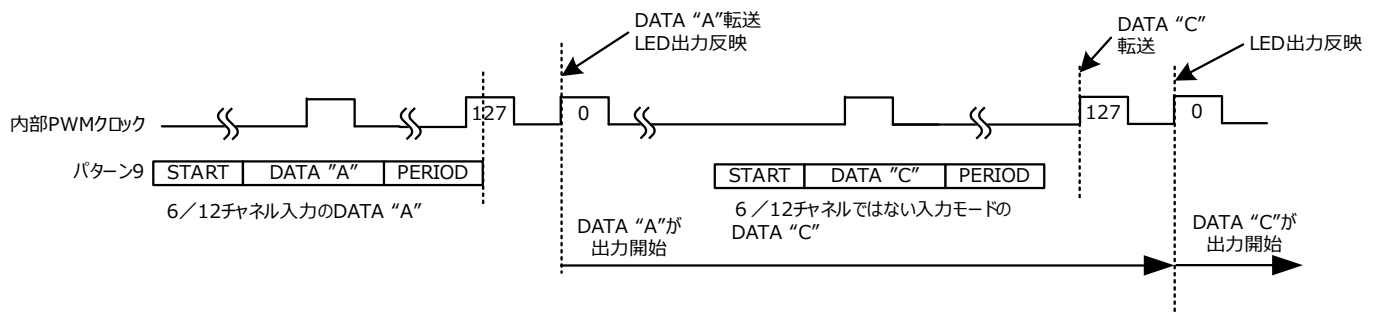 DATA “A”転送
LED出力反映
DATA “C”
転送
LED出力反映
内部PWMクロック
127
0
127
0
パターン9
START
DATA ”A”
PERIOD
START
DATA ”C”
PERIOD
6／12チャネル入力のDATA “A”
6／12チャネルではない入力モードの
DATA “C”
DATA “A”が
出力開始
DATA “C”が
出力開始